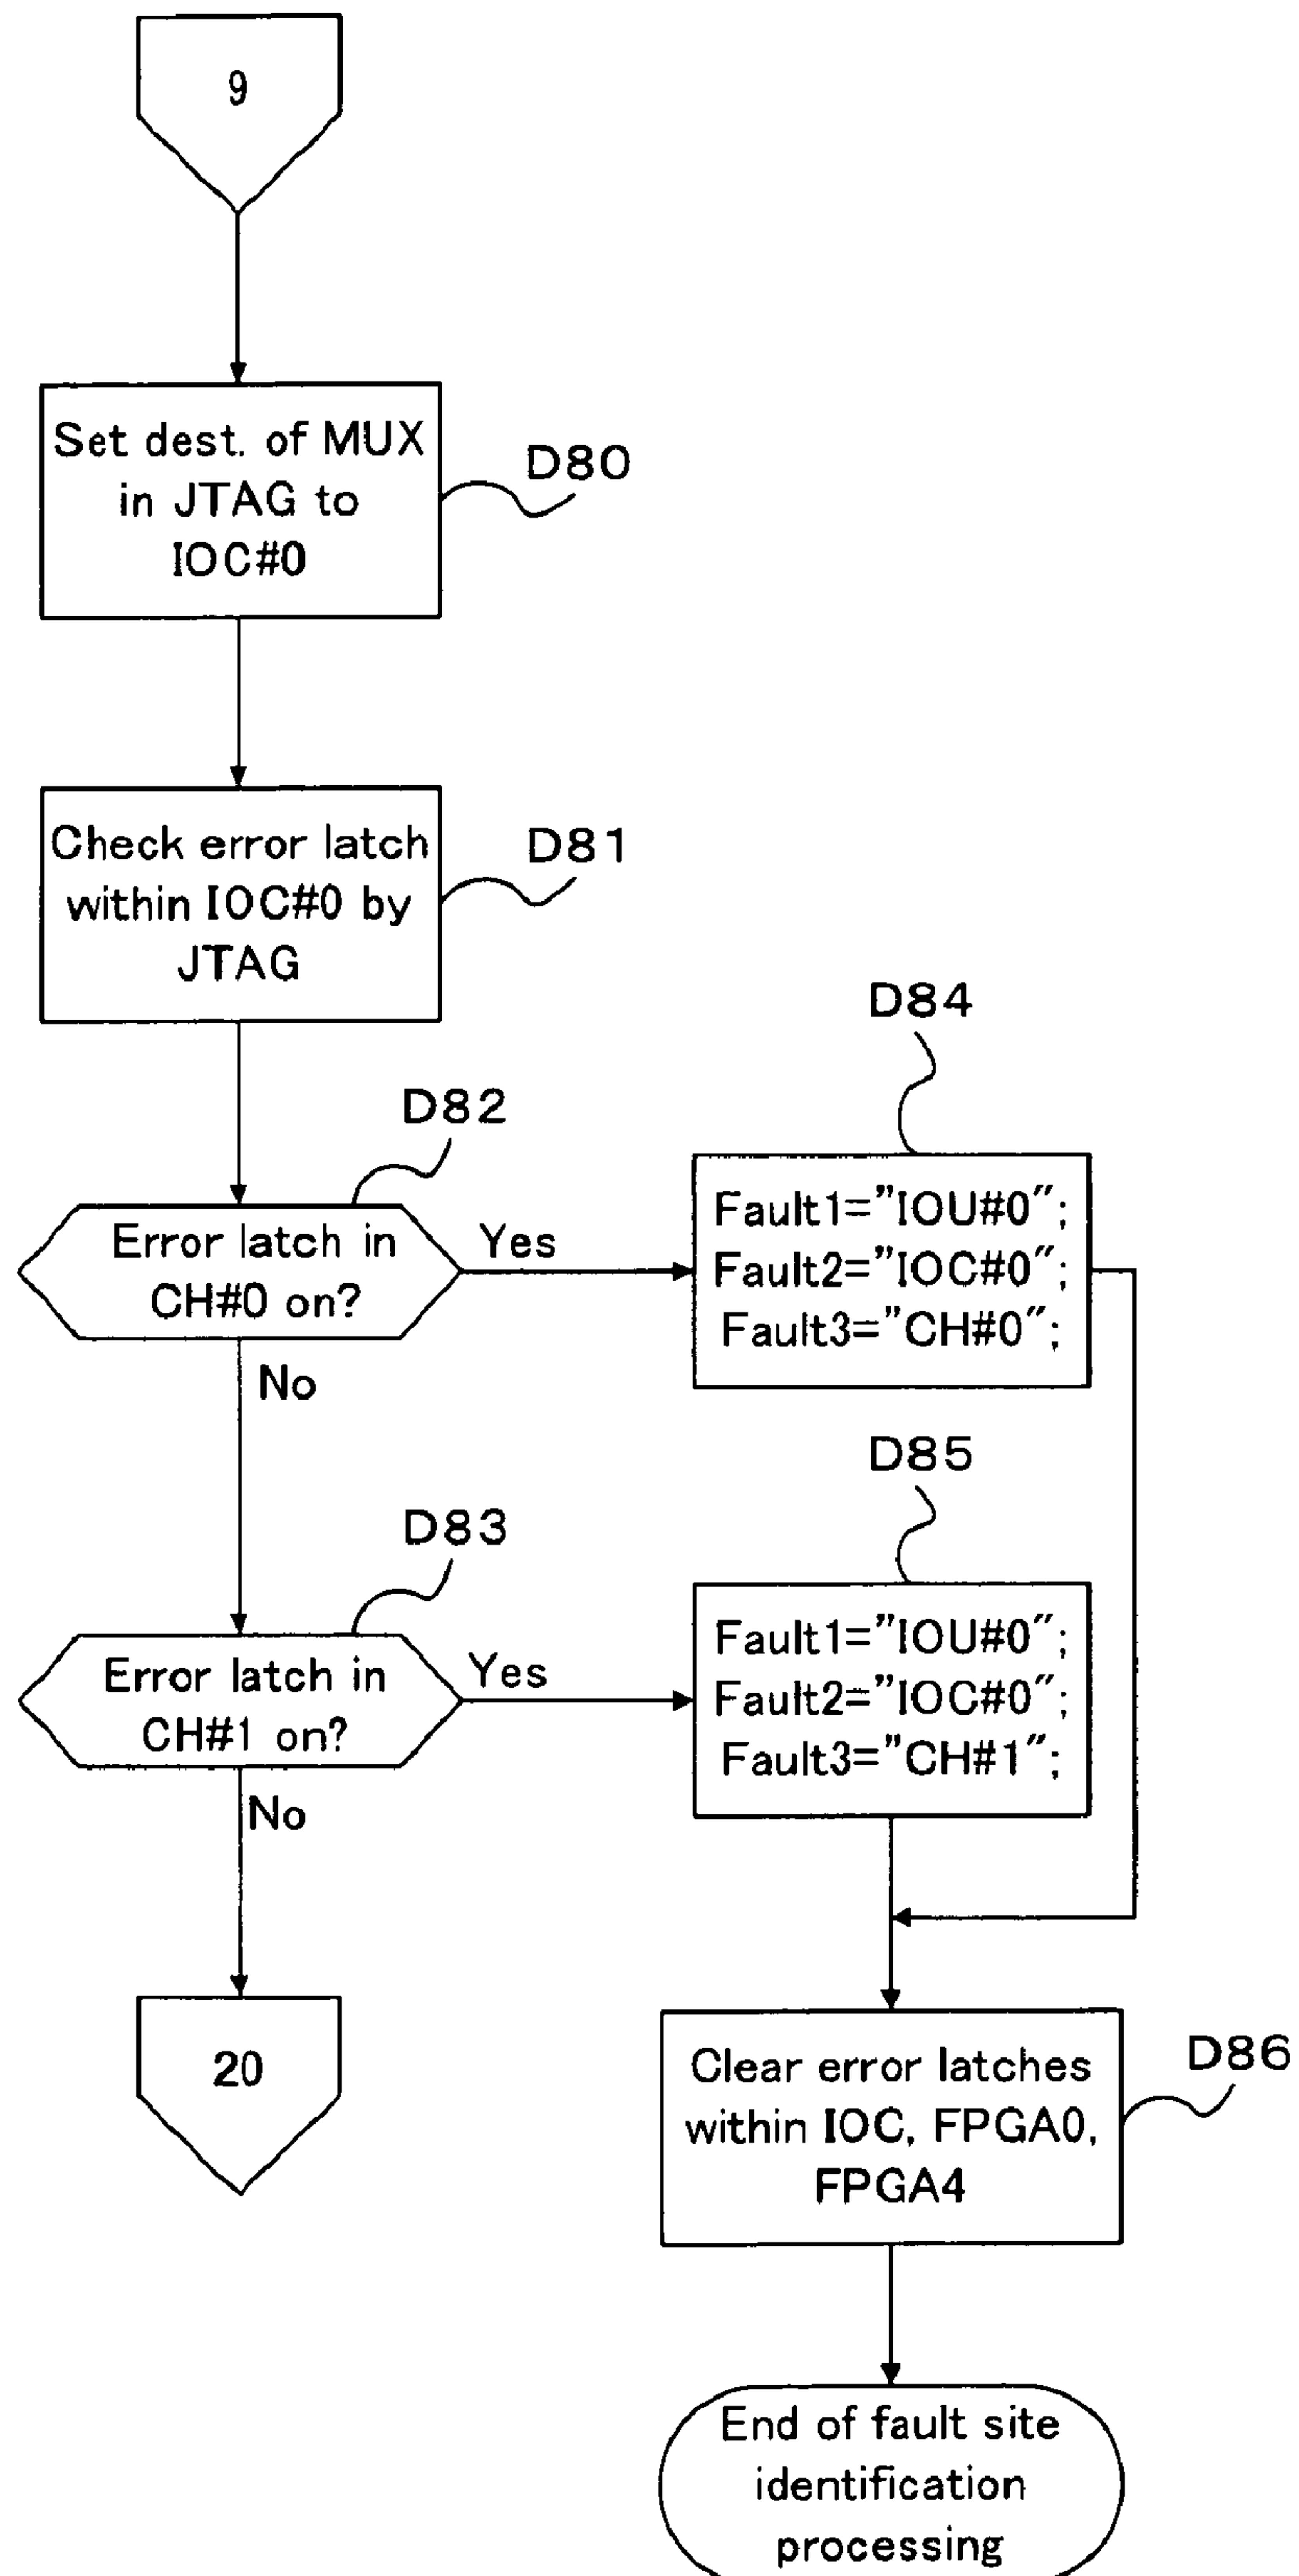 9
Set dest. of MUX
in JTAG to
IOC#0
D80
Check error latch
within IOC#0 by
JTAG
D81
D82
Error latch in
CH#0 on?
Yes
No
D84
Fault1="IOU#0";
Fault2="IOC#0";
Fault3="CH#0";
D83
Error latch in
CH#1 on?
Yes
No
D85
Fault1="IOU#0";
Fault2="IOC#0";
Fault3="CH#1";
20
Clear error latches
within IOC, FPGA0,
FPGA4
D86
End of fault site
identification
processing